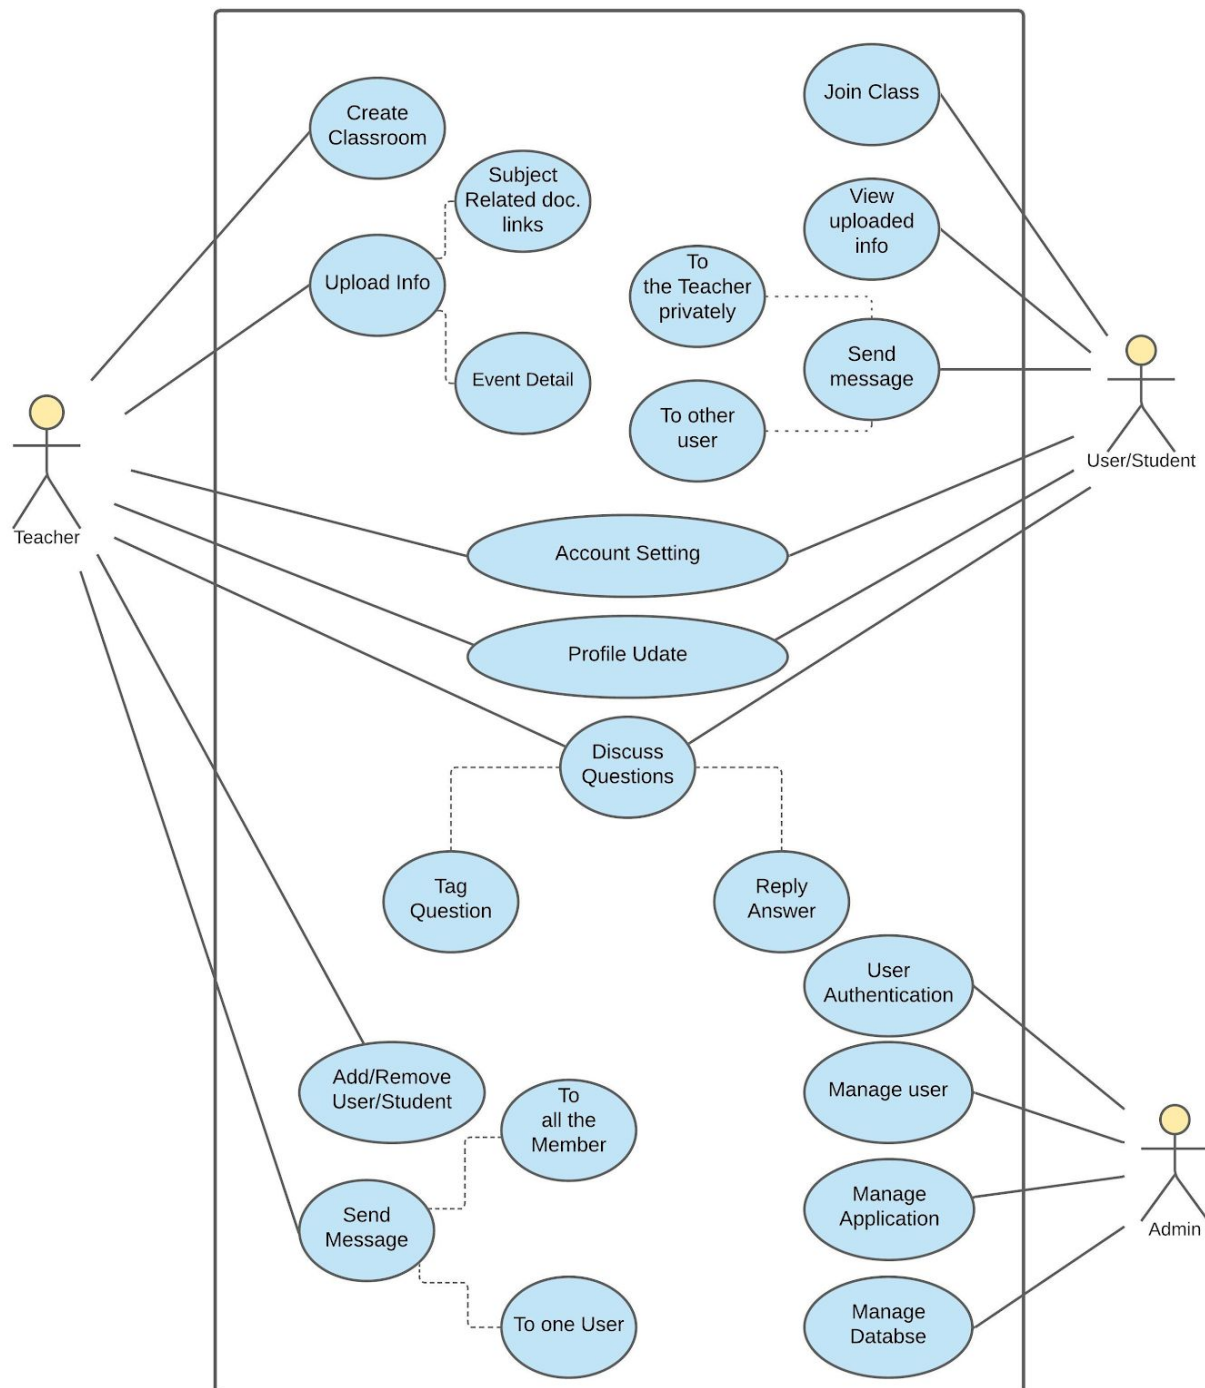 Create
Classroom
Join Class
Subject
Related doc.
links
View
uploaded
info
Upload Info
To
the Teacher
privately
Send
message
Event Detail
To other
user
User/Student
Teacher
Account Setting
Profile Udate
Discuss
Questions
Tag
Question
Reply
Answer
User
Authentication
Add/Remove
User/Student
To
all the
Member
Manage user
Send
Message
Manage
Application
Admin
To one User
Manage
Databse